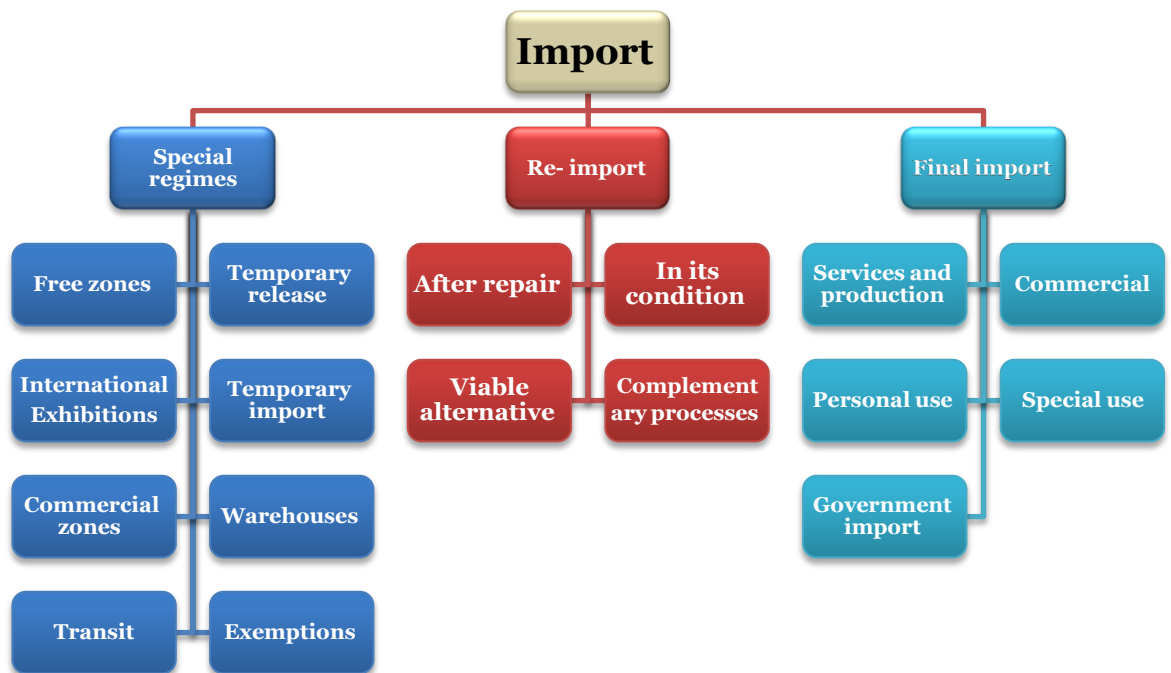 Import
Special
regimes
Re- import
Final import
Free zones
Temporary
release
After repair
In its
condition
Services and
production
Commercial
International
Exhibitions
Temporary
import
Viable
alternative
Complement
ary processes
Personal use
Special use
Commercial
zones
Warehouses
Government
import
Transit
Exemptions